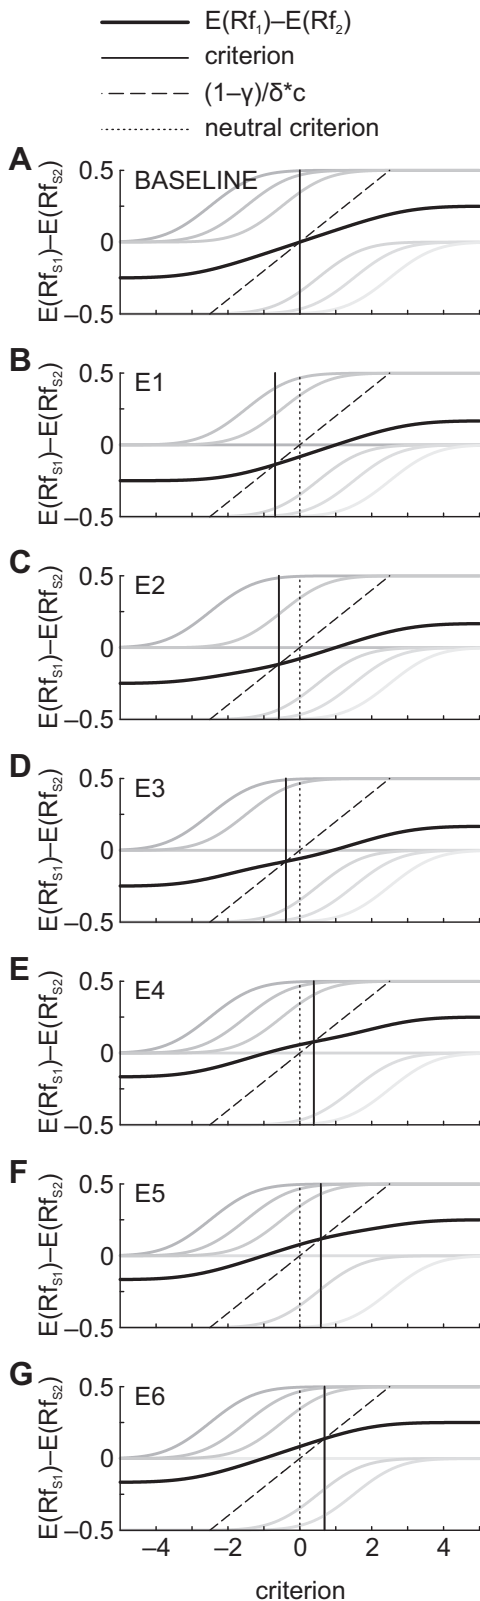 E(Rf₁)–E(Rf₂)
criterion
(1–γ)/δ*c
neutral criterion
A
BASELINE
0.5
0
–0.5
E(Rf_S1)–E(Rf_S2)
B
E1
0.5
0
–0.5
E(Rf_S1)–E(Rf_S2)
C
E2
0.5
0
–0.5
E(Rf_S1)–E(Rf_S2)
D
E3
0.5
0
–0.5
E(Rf_S1)–E(Rf_S2)
E
E4
0.5
0
–0.5
E(Rf_S1)–E(Rf_S2)
F
E5
0.5
0
–0.5
E(Rf_S1)–E(Rf_S2)
G
E6
0.5
0
–0.5
E(Rf_S1)–E(Rf_S2)
–4 –2 0 2 4
criterion